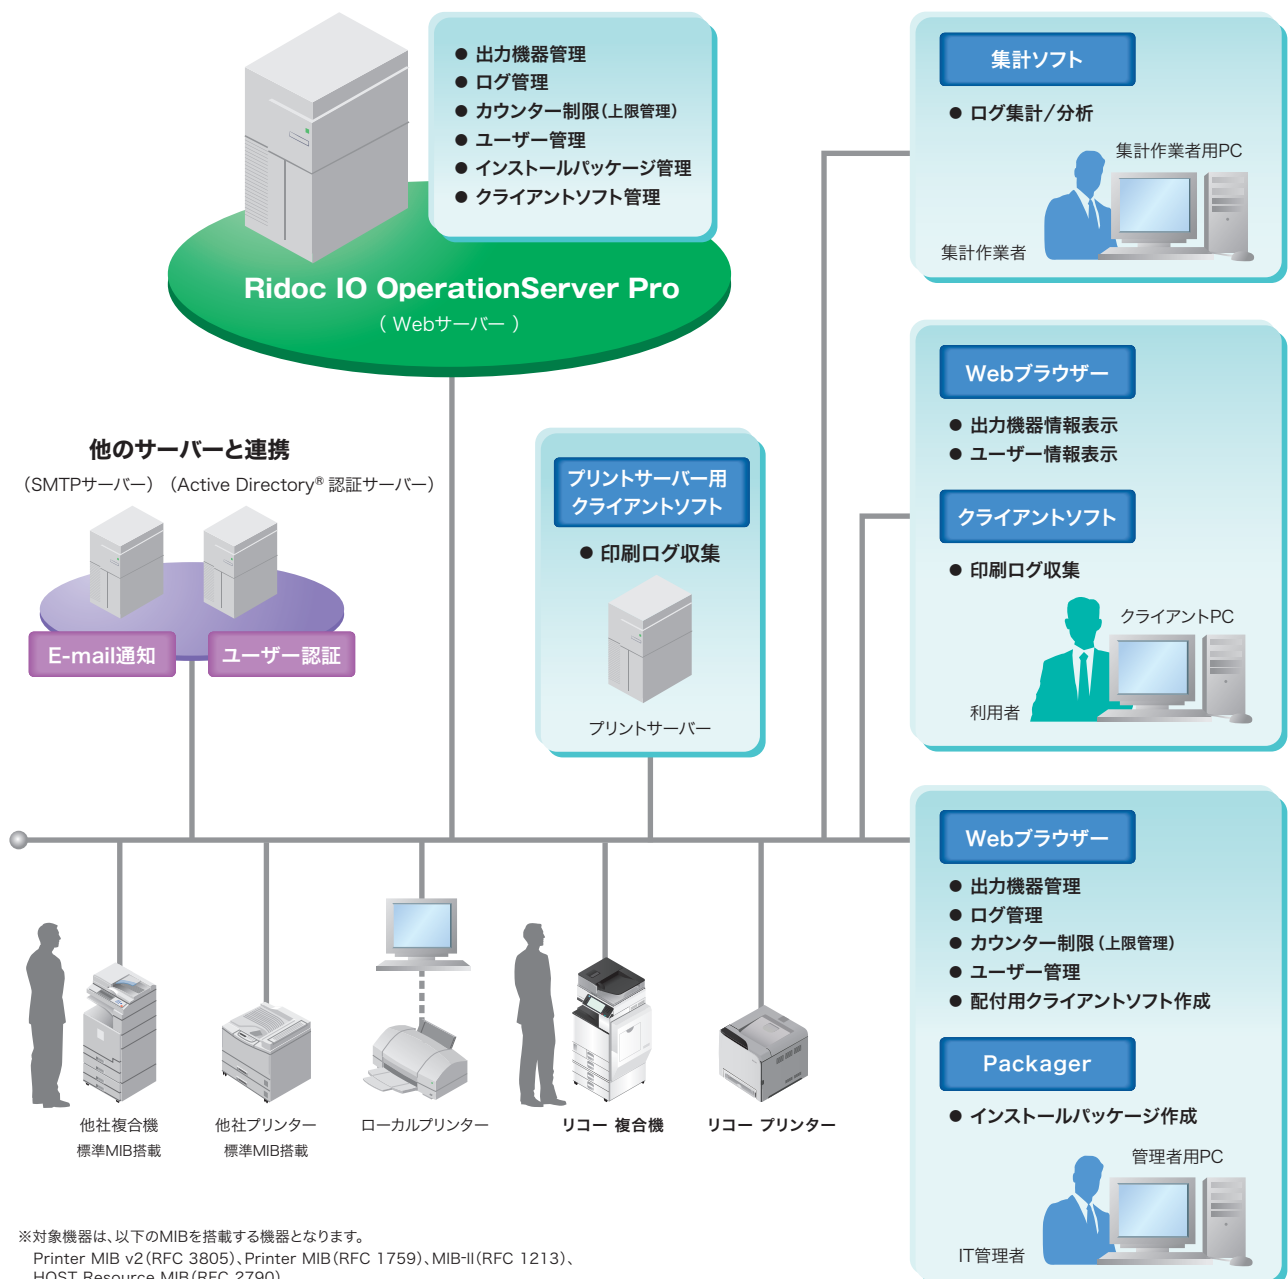 ● 出力機器管理
● ログ管理
● カウンター制限(上限管理)
● ユーザー管理
● インストールパッケージ管理
● クライアントソフト管理
Ridoc IO OperationServer Pro
( Webサーバー )
集計ソフト
● ログ集計/分析
集計作業者用PC
集計作業者
他のサーバーと連携
(SMTPサーバー) (Active Directory® 認証サーバー)
E-mail通知
ユーザー認証
プリントサーバー用
クライアントソフト
● 印刷ログ収集
プリントサーバー
Webブラウザー
● 出力機器情報表示
● ユーザー情報表示
クライアントソフト
● 印刷ログ収集
クライアントPC
利用者
Webブラウザー
● 出力機器管理
● ログ管理
● カウンター制限(上限管理)
● ユーザー管理
● 配付用クライアントソフト作成
Packager
● インストールパッケージ作成
管理者用PC
IT管理者
他社複合機
標準MIB搭載
他社プリンター
標準MIB搭載
ローカルプリンター
リコー 複合機
リコー プリンター
※対象機器は、以下のMIBを搭載する機器となります。
Printer MIB v2(RFC 3805)、Printer MIB(RFC 1759)、MIB-II(RFC 1213)、
HOST Resource MIB(RFC 2790)